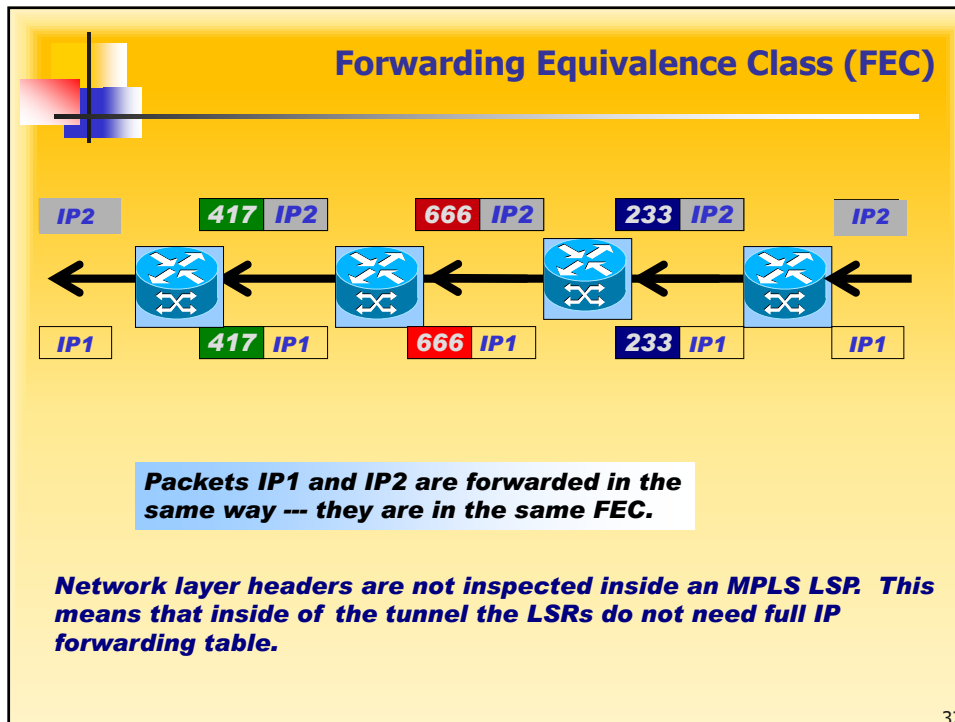 Forwarding Equivalence Class (FEC)
IP2 417 IP2 666 IP2 233 IP2 IP2
IP1 417 IP1 666 IP1 233 IP1 IP1
Packets IP1 and IP2 are forwarded in the
same way --- they are in the same FEC.
Network layer headers are not inspected inside an MPLS LSP. This
means that inside of the tunnel the LSRs do not need full IP
forwarding table.